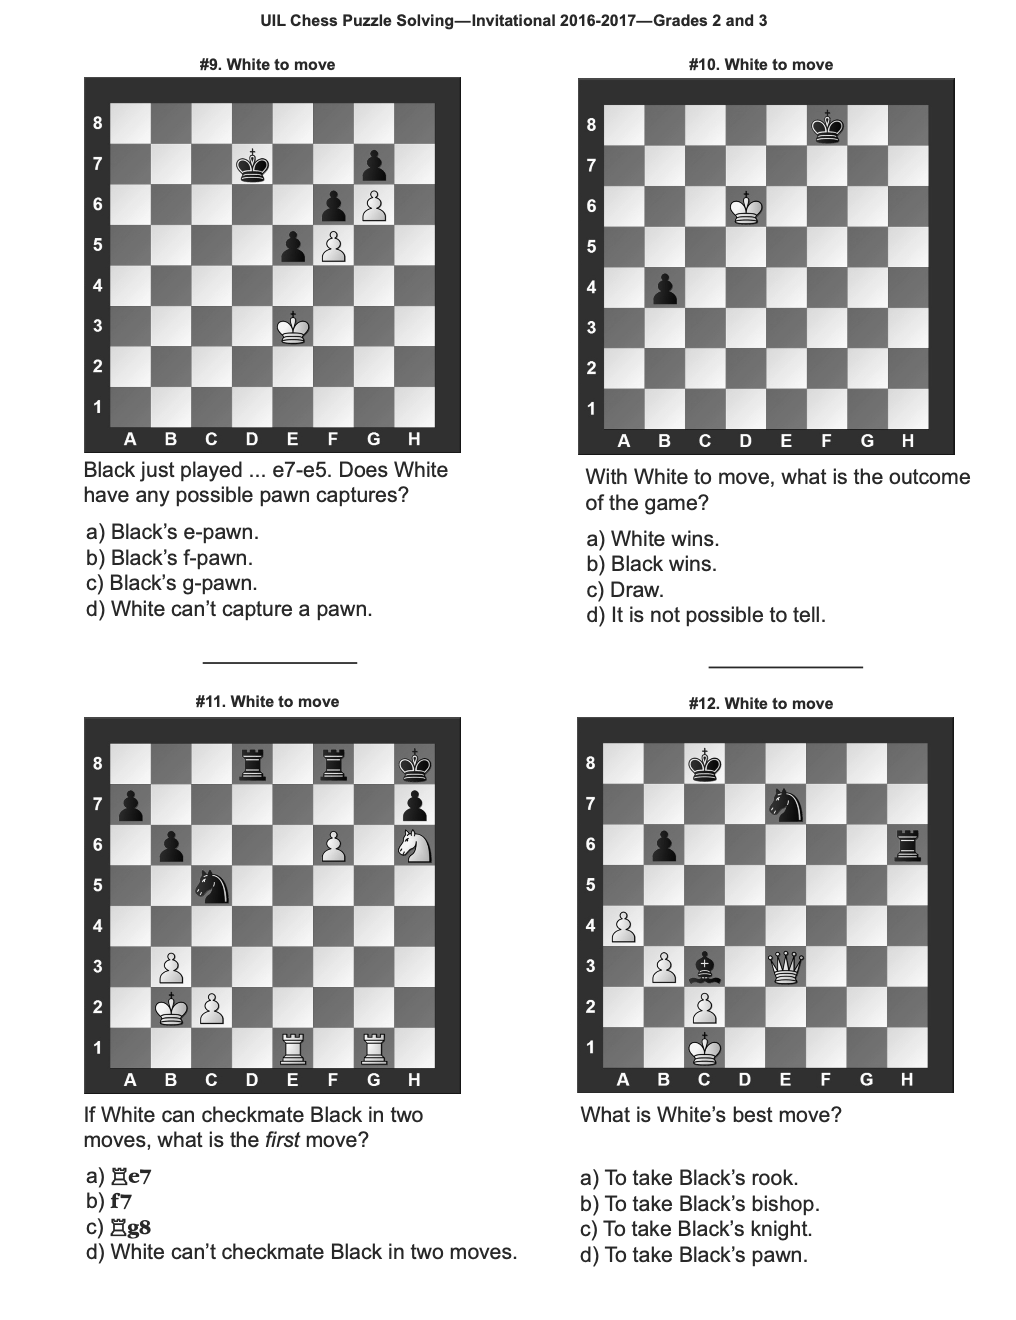 UIL Chess Puzzle Solving—Invitational 2016-2017—Grades 2 and 3
#9. White to move
8
7
6
5
4
3
2
1
A B C D E F G H
Black just played ... e7-e5. Does White
have any possible pawn captures?
a) Black’s e-pawn.
b) Black’s f-pawn.
c) Black’s g-pawn.
d) White can’t capture a pawn.
#10. White to move
8
7
6
5
4
3
2
1
A B C D E F G H
With White to move, what is the outcome
of the game?
a) White wins.
b) Black wins.
c) Draw.
d) It is not possible to tell.
#11. White to move
8
7
6
5
4
3
2
1
A B C D E F G H
If White can checkmate Black in two
moves, what is the first move?
a) ♖e7
b) f7
c) ♖g8
d) White can’t checkmate Black in two moves.
#12. White to move
8
7
6
5
4
3
2
1
A B C D E F G H
What is White’s best move?
a) To take Black’s rook.
b) To take Black’s bishop.
c) To take Black’s knight.
d) To take Black’s pawn.